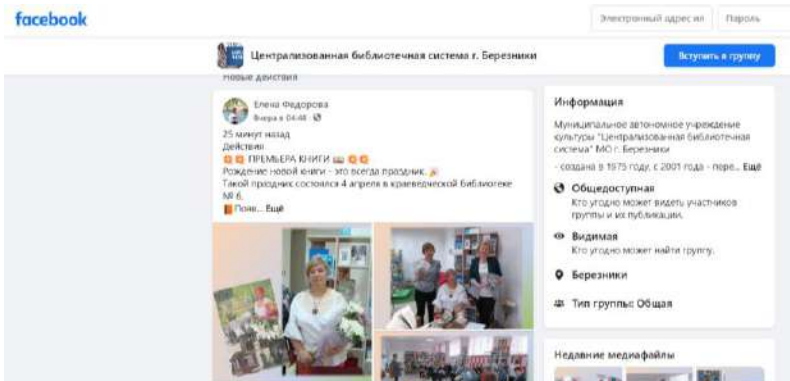 facebook
Электронный адрес ил
Пароль
Централизованная библиотечная система г. Березники
Вступить в группу
Новые действия
Елена Федорова
Вчера в 04:48
25 минут назад
Действия
ПРЕМЬЕРА КНИГИ
Рождение новой книги - это всегда праздник.
Такой праздник состоялся 4 апреля в краеведческой библиотеке
№ 6.
Появ... Ещё
Информация
Муниципальное автономное учреждение
культуры "Централизованная библиотечная
система" МО г. Березники
- создана в 1975 году, с 2001 года - пере... Ещё
Общедоступная
Кто угодно может видеть участников
группы и их публикации.
Видимая
Кто угодно может найти группу.
Березники
Тип группы: Общая
Недавние медиафайлы